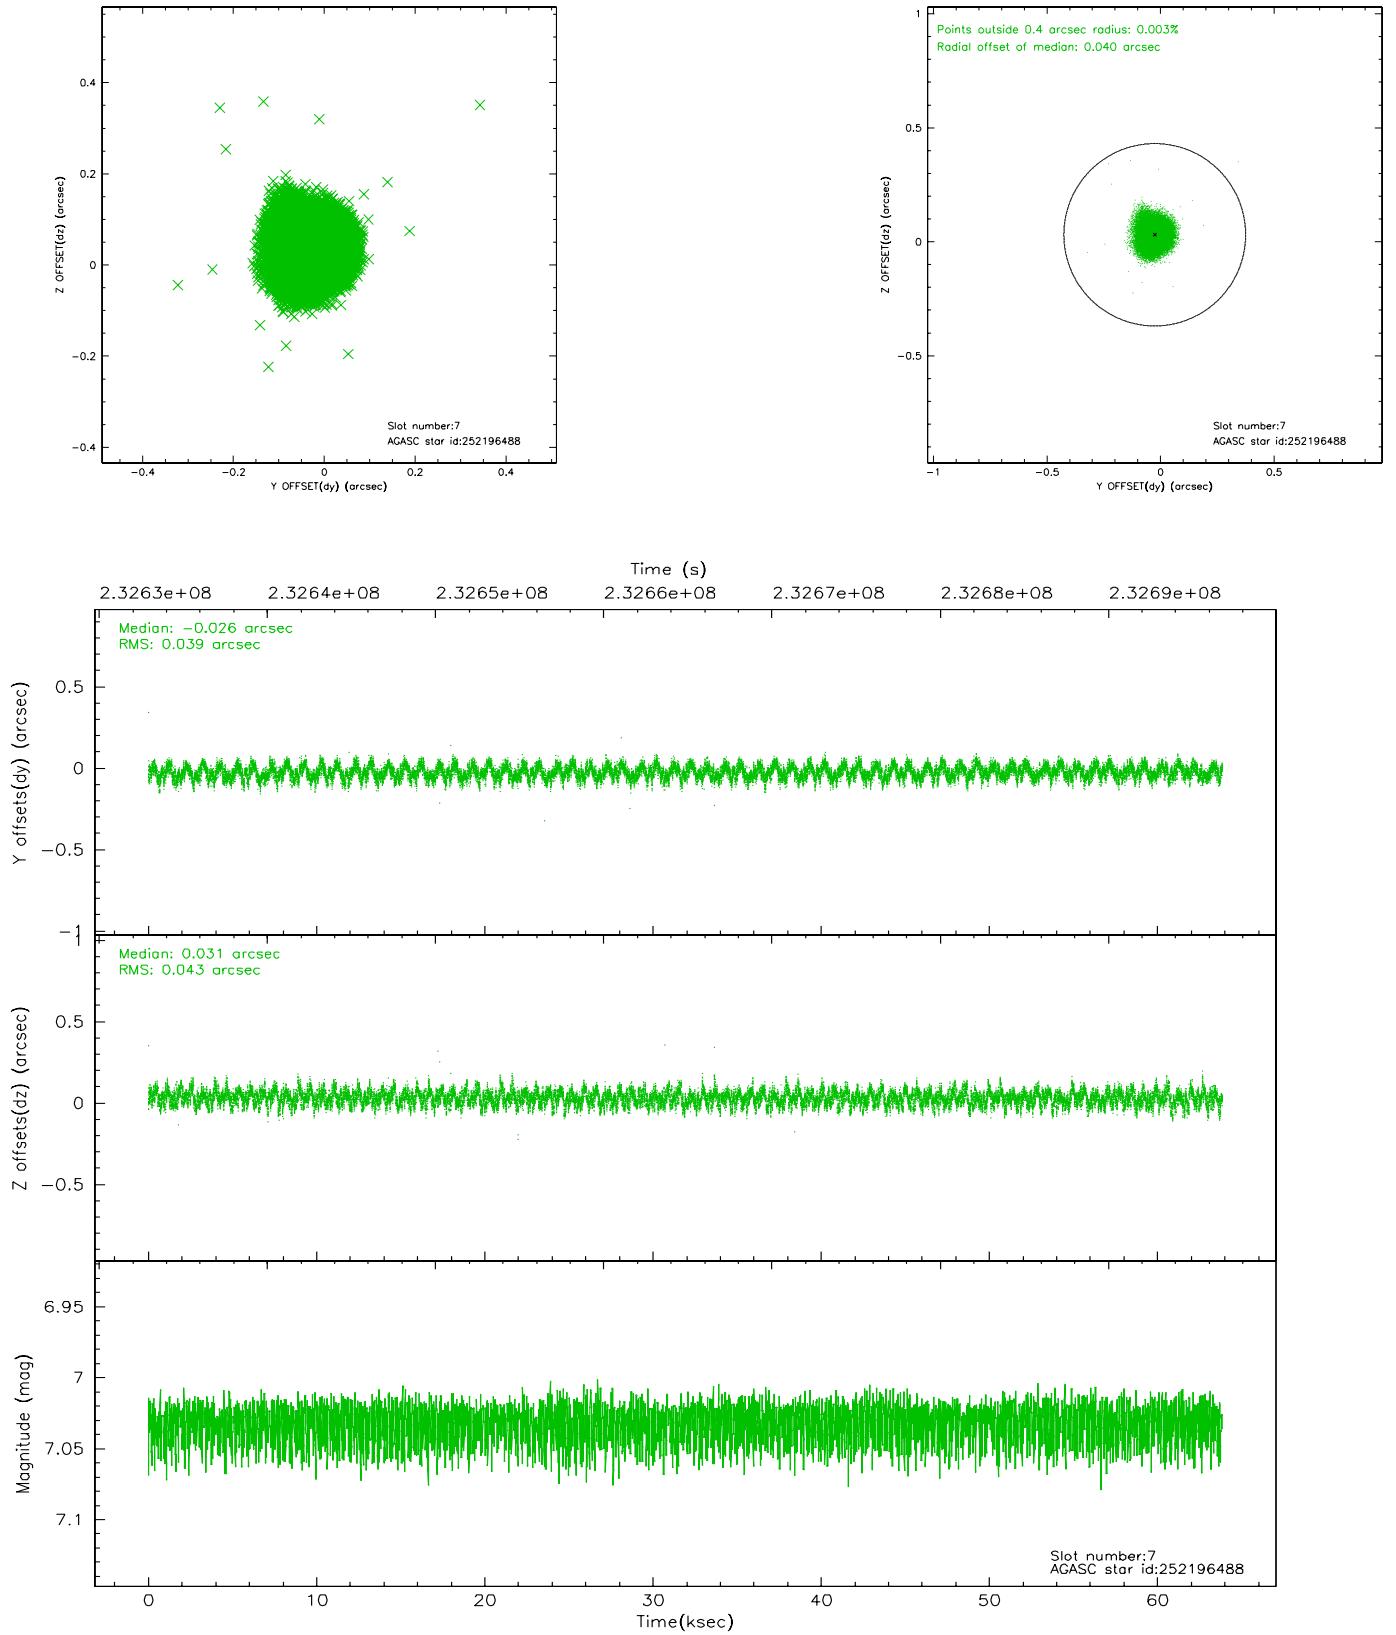 0.4
0.2
0
-0.2
-0.4
Z OFFSET(dz) (arcsec)
-0.4 -0.2 0 0.2 0.4
Y OFFSET(dy) (arcsec)
Slot number:7
AGASC star id:252196488
Points outside 0.4 arcsec radius: 0.003%
Radial offset of median: 0.040 arcsec
1
0.5
0
-0.5
Z OFFSET(dz) (arcsec)
-1 -0.5 0 0.5
Y OFFSET(dy) (arcsec)
Slot number:7
AGASC star id:252196488
Time (s)
2.3263e+08 2.3264e+08 2.3265e+08 2.3266e+08 2.3267e+08 2.3268e+08 2.3269e+08
Median: -0.026 arcsec
RMS: 0.039 arcsec
0.5
0
-0.5
-1
Y offsets(dy) (arcsec)
Median: 0.031 arcsec
RMS: 0.043 arcsec
1
0.5
0
-0.5
Z offsets(dz) (arcsec)
6.95
7
7.05
7.1
Magnitude (mag)
Slot number:7
AGASC star id:252196488
0 10 20 30 40 50 60
Time(ksec)